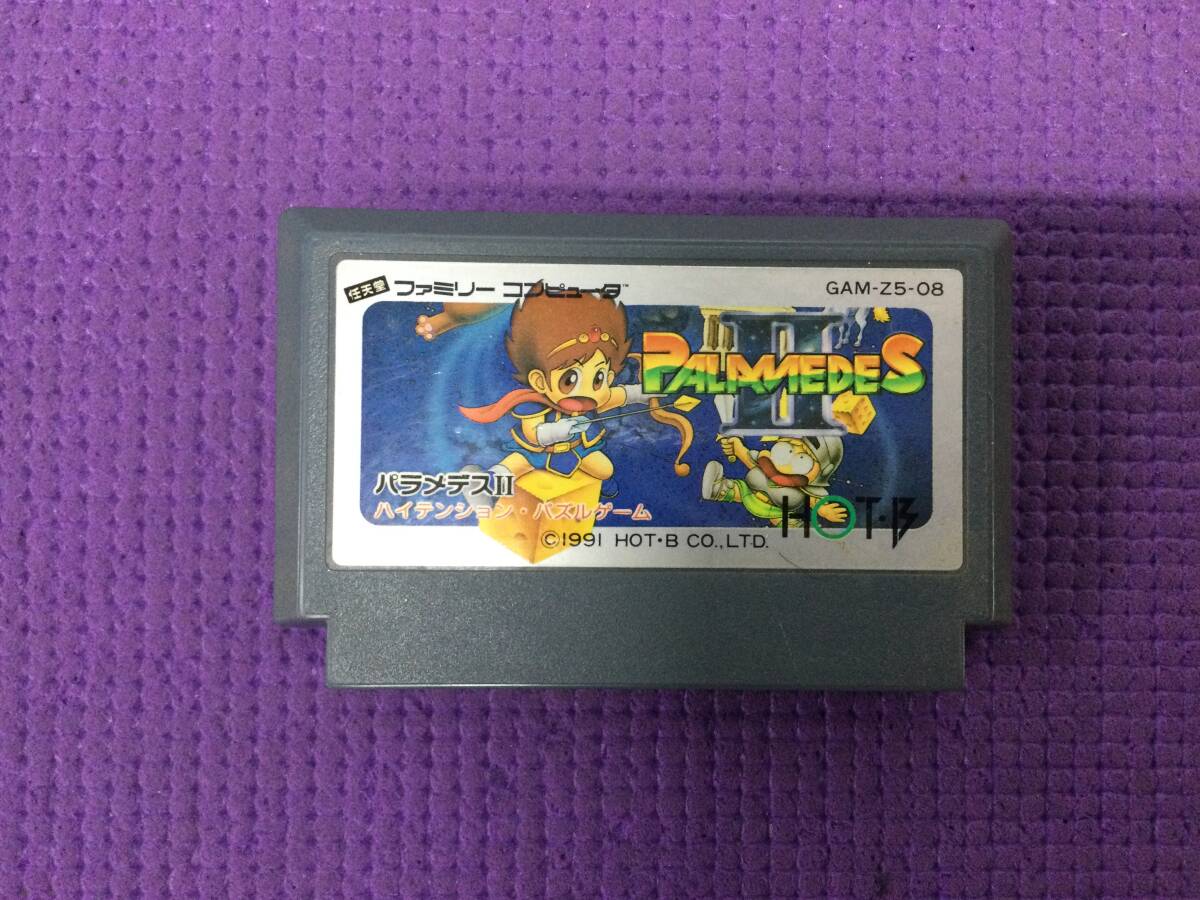 任天堂 ファミリー コンピュータ™ GAM-Z5-08
PALAMEDES II
パラメデスII
ハイテンション・パズルゲーム
©1991 HOT・B CO.,LTD.
HOT・B